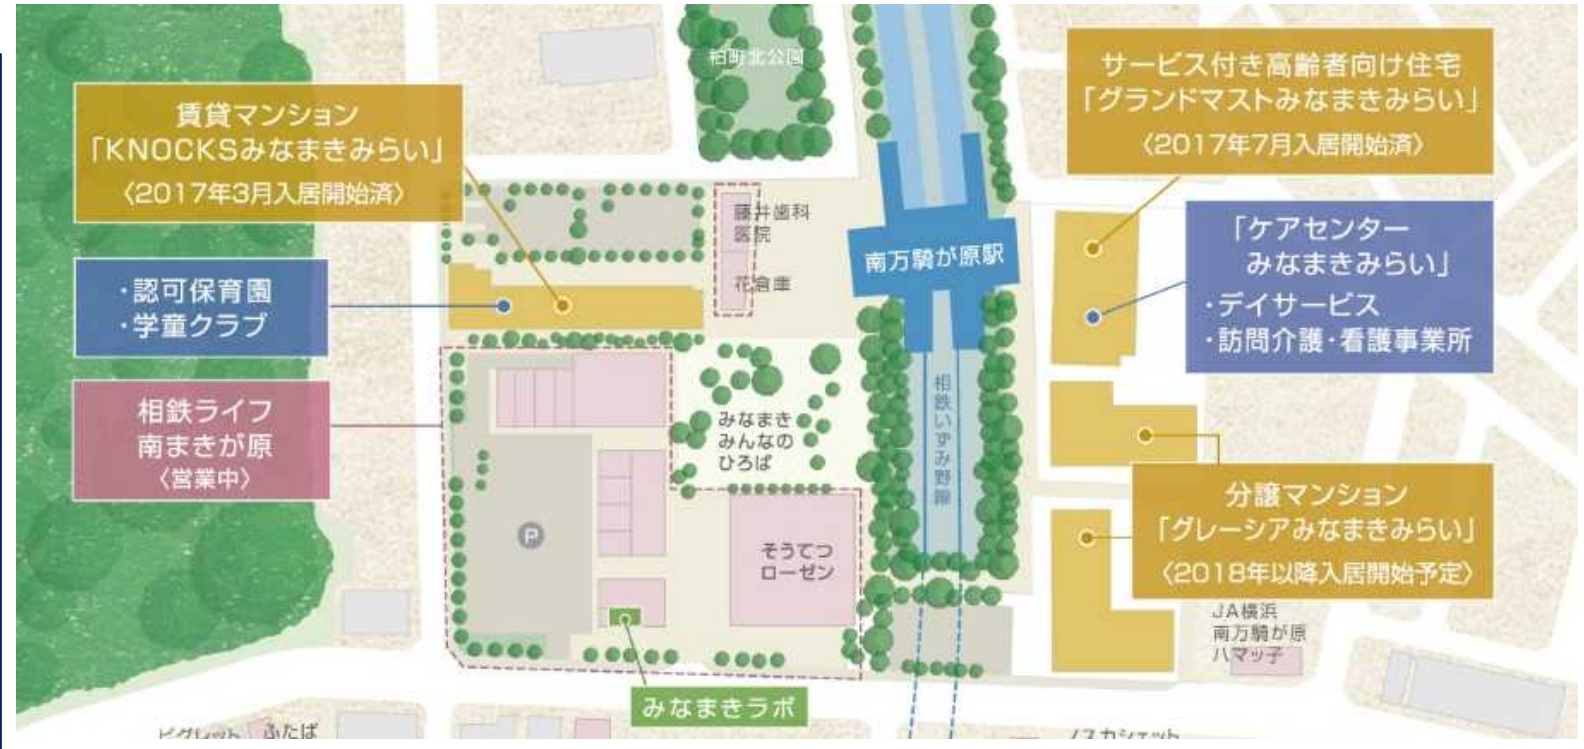 柏町北公園
賃貸マンション
「KNOCKSみなまきみらい」
〈2017年3月入居開始済〉
・認可保育園
・学童クラブ
相鉄ライフ
南まきが原
〈営業中〉
藤井歯科
医院
花倉庫
南万騎が原駅
サービス付き高齢者向け住宅
「グランドマストみなまきみらい」
〈2017年7月入居開始済〉
「ケアセンター
みなまきみらい」
・デイサービス
・訪問介護・看護事業所
みなまき
みんなの
ひろば
相鉄いずみ野線
P
そうてつ
ローゼン
分譲マンション
「グレーシアみなまきみらい」
〈2018年以降入居開始予定〉
JA横浜
南万騎が原
ハマッ子
みなまきラボ
ピグレット
ふたば